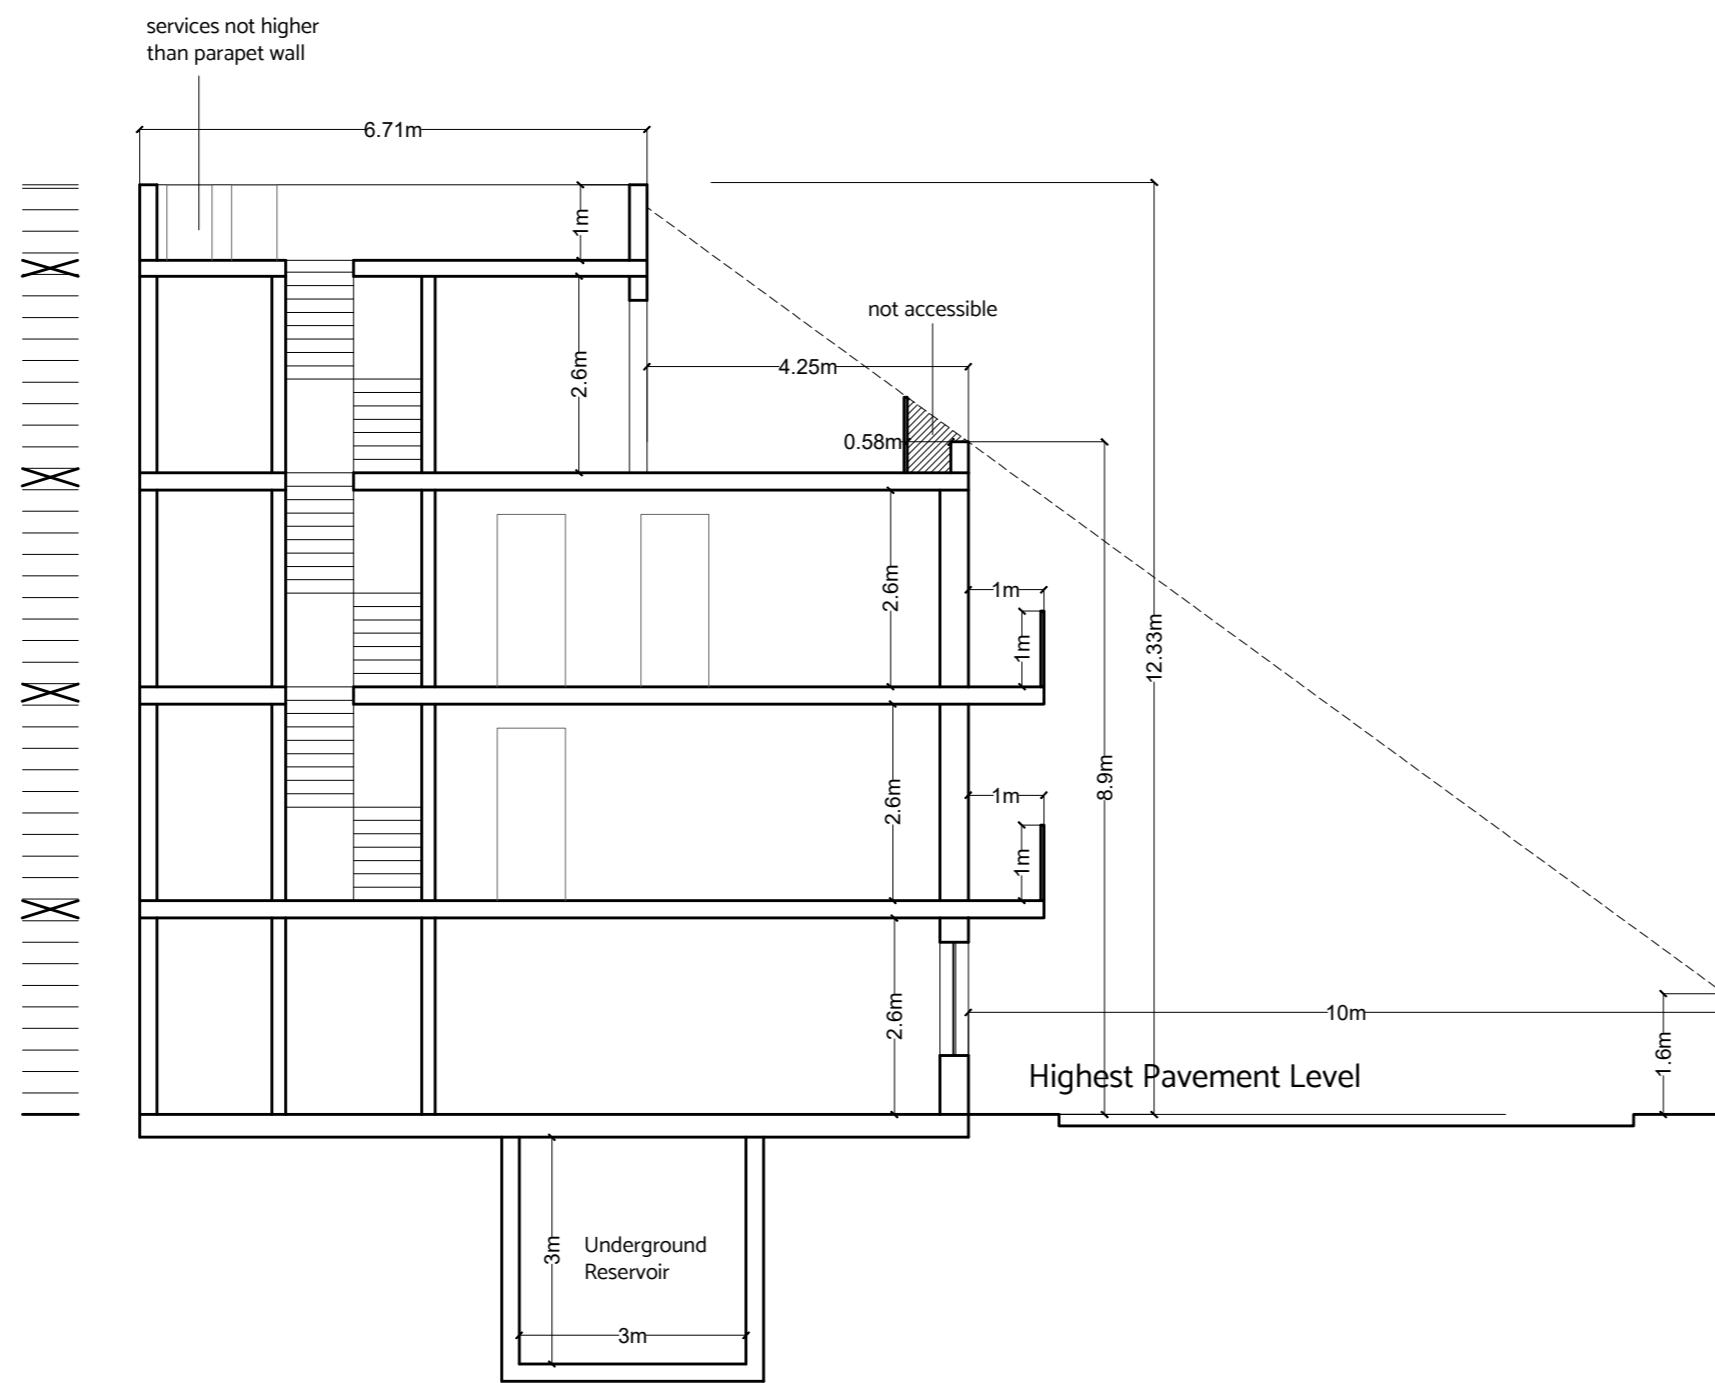 services not higher
than parapet wall
6.71m
1m
not accessible
4.25m
2.6m
0.58m
2.6m
1m
1m
12.33m
8.9m
2.6m
1m
1m
2.6m
10m
1.6m
Highest Pavement Level
3m
Underground
Reservoir
3m